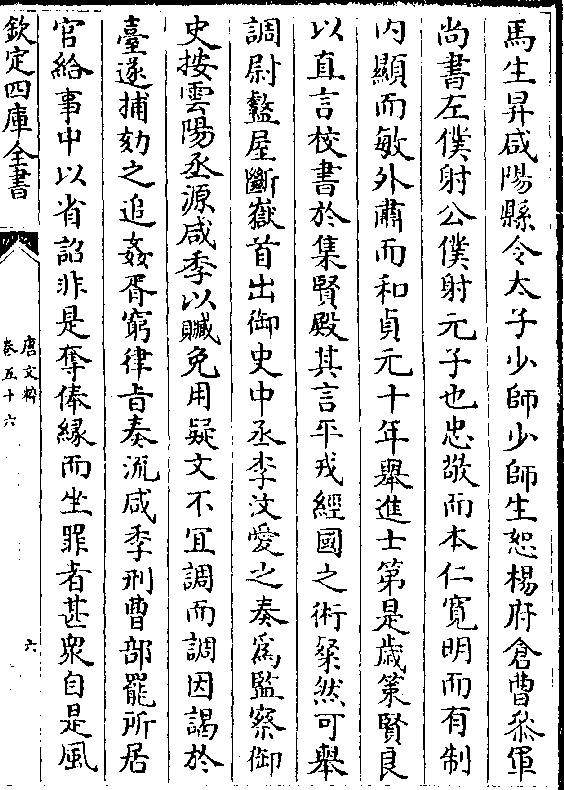 馬生昇咸陽縣令太子少師少師生恕楊府倉曹叅軍
尚書左僕射公僕射元子也忠敬而本仁寬明而有制
内顯而敏外肅而和貞元十年舉進士第是歳策賢良
以直言校書於集賢殿其言平戎經國之術粲然可舉
調尉盩厔斷嶽首出御史中丞李汶愛之奏為監察御
史按雲陽丞源咸季以贓免用疑文不冝調而調因謁於
臺遂捕劾之追姦胥窮律旨奏流咸季刑曹部罷所居
官給事中以省詔非是奪俸縁而坐罪者甚衆自是風
欽定四庫全書
唐文粹
卷五十六
六